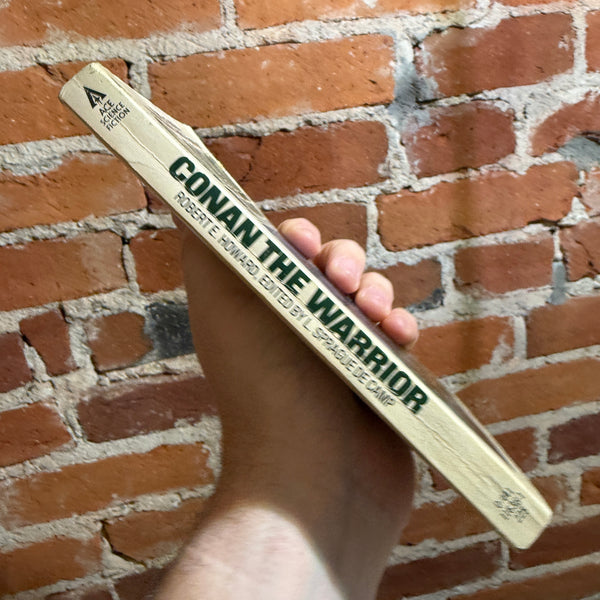 ACE
SCIENCE
FICTION
CONAN THE WARRIOR
ROBERT E. HOWARD, EDITED BY L. SPRAGUE DE CAMP